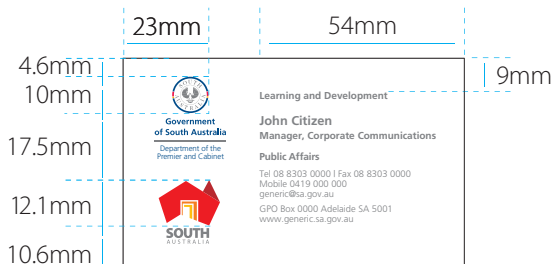 23mm
54mm
4.6mm
10mm
17.5mm
12.1mm
10.6mm
9mm
SOUTH
AUSTRALIA
Government
of South Australia
Department of the
Premier and Cabinet
SOUTH
AUSTRALIA
Learning and Development
John Citizen
Manager, Corporate Communications
Public Affairs
Tel 08 8303 0000 | Fax 08 8303 0000
Mobile 0419 000 000
generic@sa.gov.au
GPO Box 0000 Adelaide SA 5001
www.generic.sa.gov.au